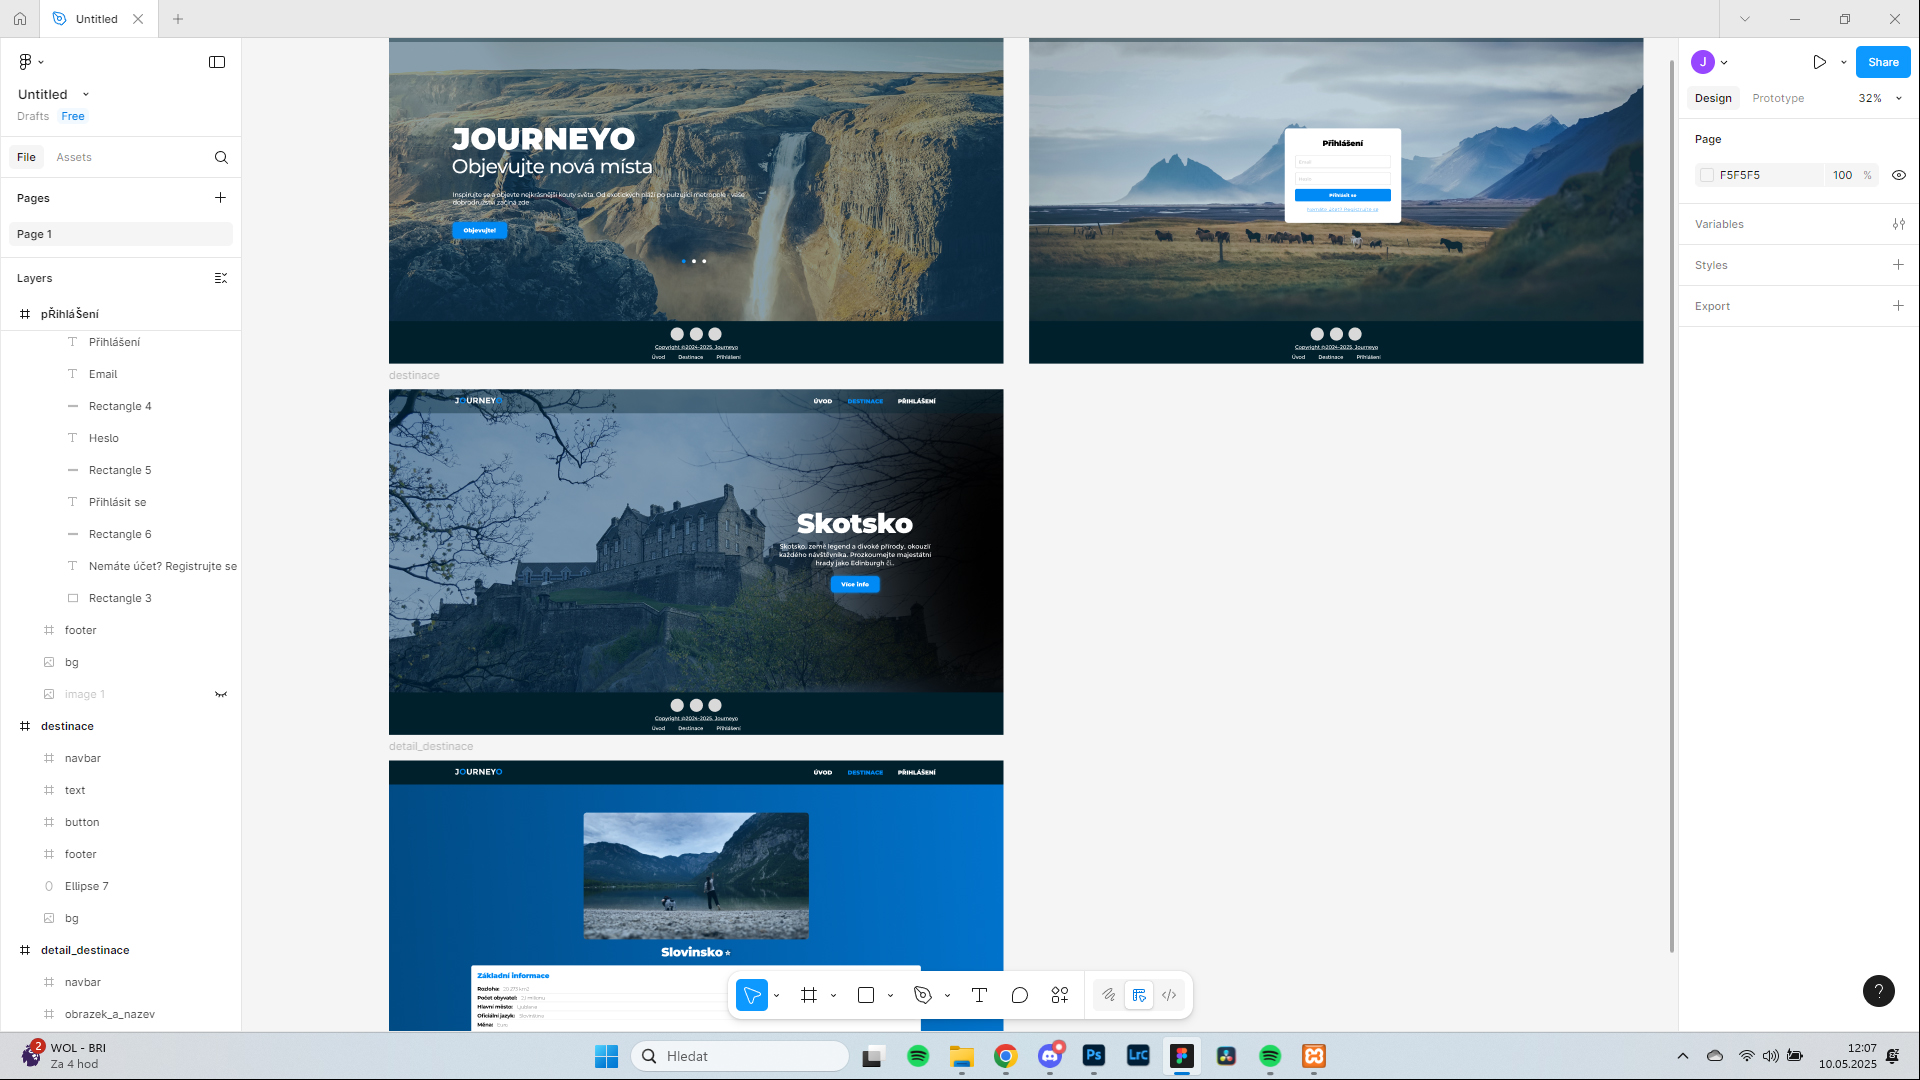 Untitled
Untitled
Drafts
Free
File
Assets
Pages
Page 1
Layers
pŘihláŠení
Přihlášení
Email
Rectangle 4
Heslo
Rectangle 5
Přihlásit se
Rectangle 6
Nemáte účet? Registrujte se
Rectangle 3
footer
bg
image 1
destinace
navbar
text
button
footer
Ellipse 7
bg
detail_destinace
navbar
obrazek_a_nazev
JOURNEYO
Objevujte nová místa
Inspirujte se a objevte nejkrásnější kouty světa. Od exotických pláží po pulzující metropole - vaše
dobrodružství začíná zde
Objevujte!
Copyright ©2024-2025, Journeyo
Úvod Destinace Přihlášení
Přihlášení
Email
Heslo
Přihlásit se
Nemáte účet? Registrujte se
Copyright ©2024-2025, Journeyo
Úvod Destinace Přihlášení
destinace
JOURNEYO
ÚVOD DESTINACE PŘIHLÁŠENÍ
Skotsko
Skotsko, země legend a divoké přírody, okouzlí
každého návštěvníka. Prozkoumejte majestátní
hrady jako Edinburgh či..
Více info
Copyright ©2024-2025, Journeyo
Úvod Destinace Přihlášení
detail_destinace
JOURNEYO
ÚVOD DESTINACE PŘIHLÁŠENÍ
Slovinsko
Základní informace
Rozloha: 20 273 km2
Počet obyvatel: 2,1 milionu
Hlavní město: Ljubljana
Oficiální jazyk: Slovinština
Měna: Euro
J
Share
Design
Prototype
32%
Page
F5F5F5
100 %
Variables
Styles
Export
?
2
WOL - BRI
Za 4 hod
Hledat
Ps
LrC
12:07
10.05.2025